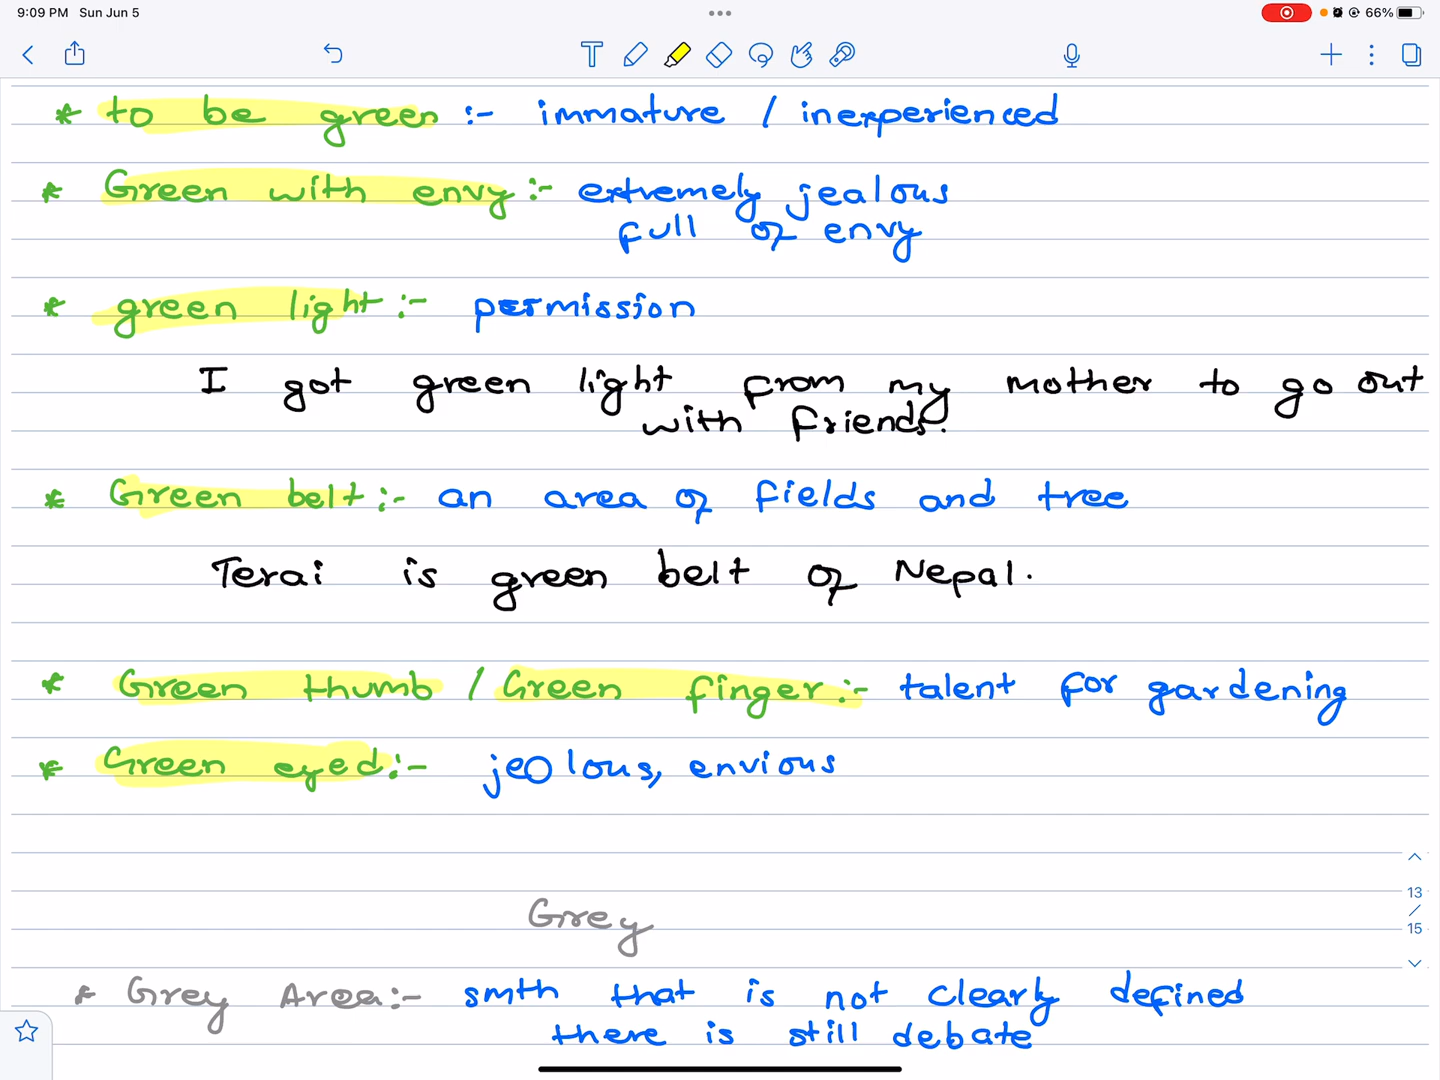 9:09 PM Sun Jun 5
66%
* to be green :- immature / inexperienced
* Green with envy :- extremely jealous
full of envy
* green light :- permission
I got green light from my mother to go out
with friends.
* Green belt :- an area of fields and tree
Terai is green belt of Nepal.
* Green thumb / Green finger :- talent for gardening
* Green eyed :- jealous, envious
13
/
15
Grey
* Grey Area :- smth that is not clearly defined
there is still debate